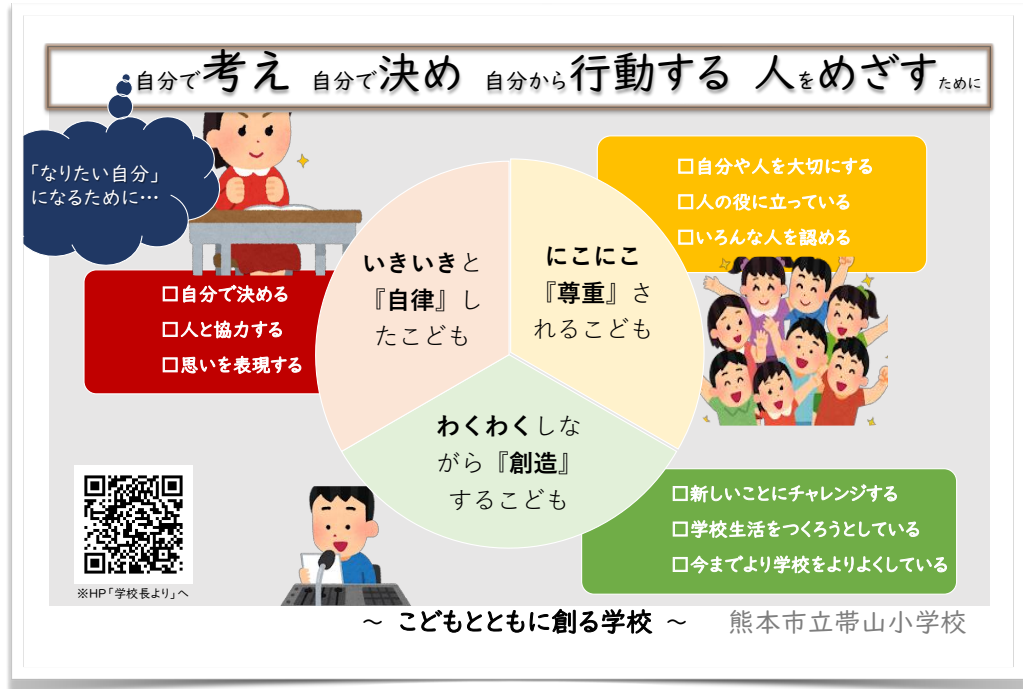 自分で考え 自分で決め 自分から行動する 人をめざすために
「なりたい自分」
になるために…
□自分や人を大切にする
□人の役に立っている
□いろんな人を認める
いきいきと
『自律』し
たこども
にこにこ
『尊重』さ
れるこども
□自分で決める
□人と協力する
□思いを表現する
わくわくしな
がら『創造』
するこども
□新しいことにチャレンジする
□学校生活をつくろうとしている
□今までより学校をよりよくしている
※HP「学校長より」へ
～ こどもとともに創る学校 ～
熊本市立帯山小学校